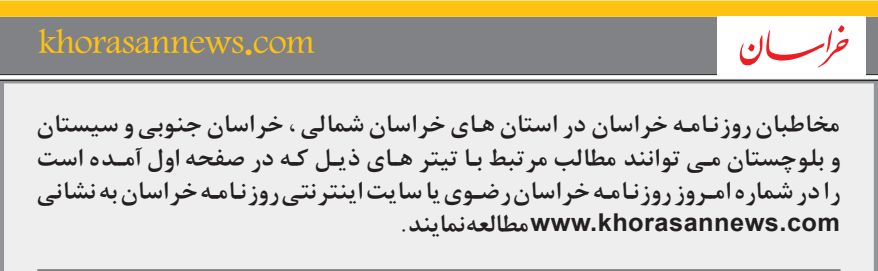 khorasannews.com
خراسان
مخاطبان روزنامه خراسان در استان های خراسان شمالی ، خراسان جنوبی و سیستان
و بلوچستان می توانند مطالب مرتبط با تیتر های ذیل که در صفحه اول آمده است
را در شماره امروز روزنامه خراسان رضوی یا سایت اینترنتی روزنامه خراسان به نشانی
www.khorasannews.com مطالعه نمایند.